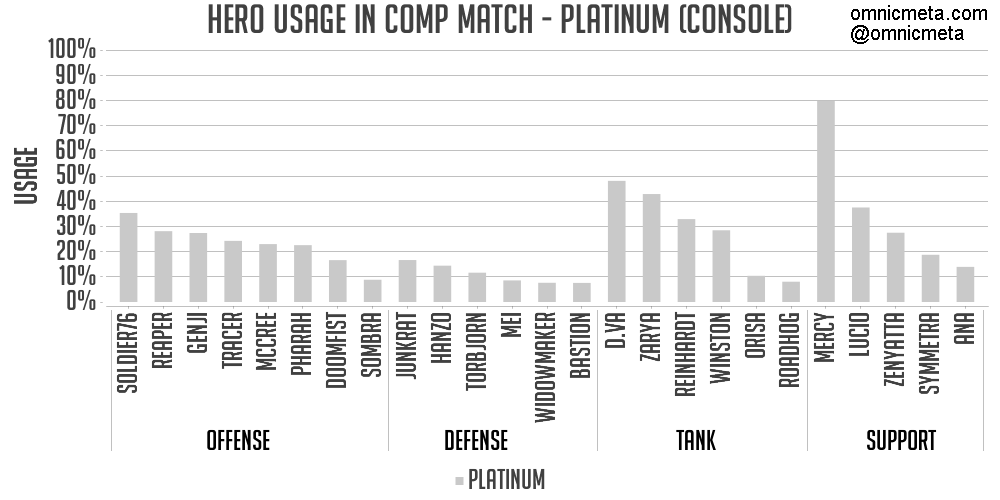 HERO USAGE IN COMP MATCH - PLATINUM (CONSOLE)
omnicmeta.com
@omnicmeta
USAGE
100%
90%
80%
70%
60%
50%
40%
30%
20%
10%
0%
SOLDIER76
REAPER
GENJI
TRACER
MCCREE
PHARAH
DOOMFIST
SOMBRA
JUNKRAT
HANZO
TORBJORN
MEI
WIDOWMAKER
BASTION
D.VA
ZARYA
REINHARDT
WINSTON
ORISA
ROADHOG
MERCY
LUCIO
ZENYATTA
SYMMETRA
ANA
OFFENSE
DEFENSE
TANK
SUPPORT
PLATINUM